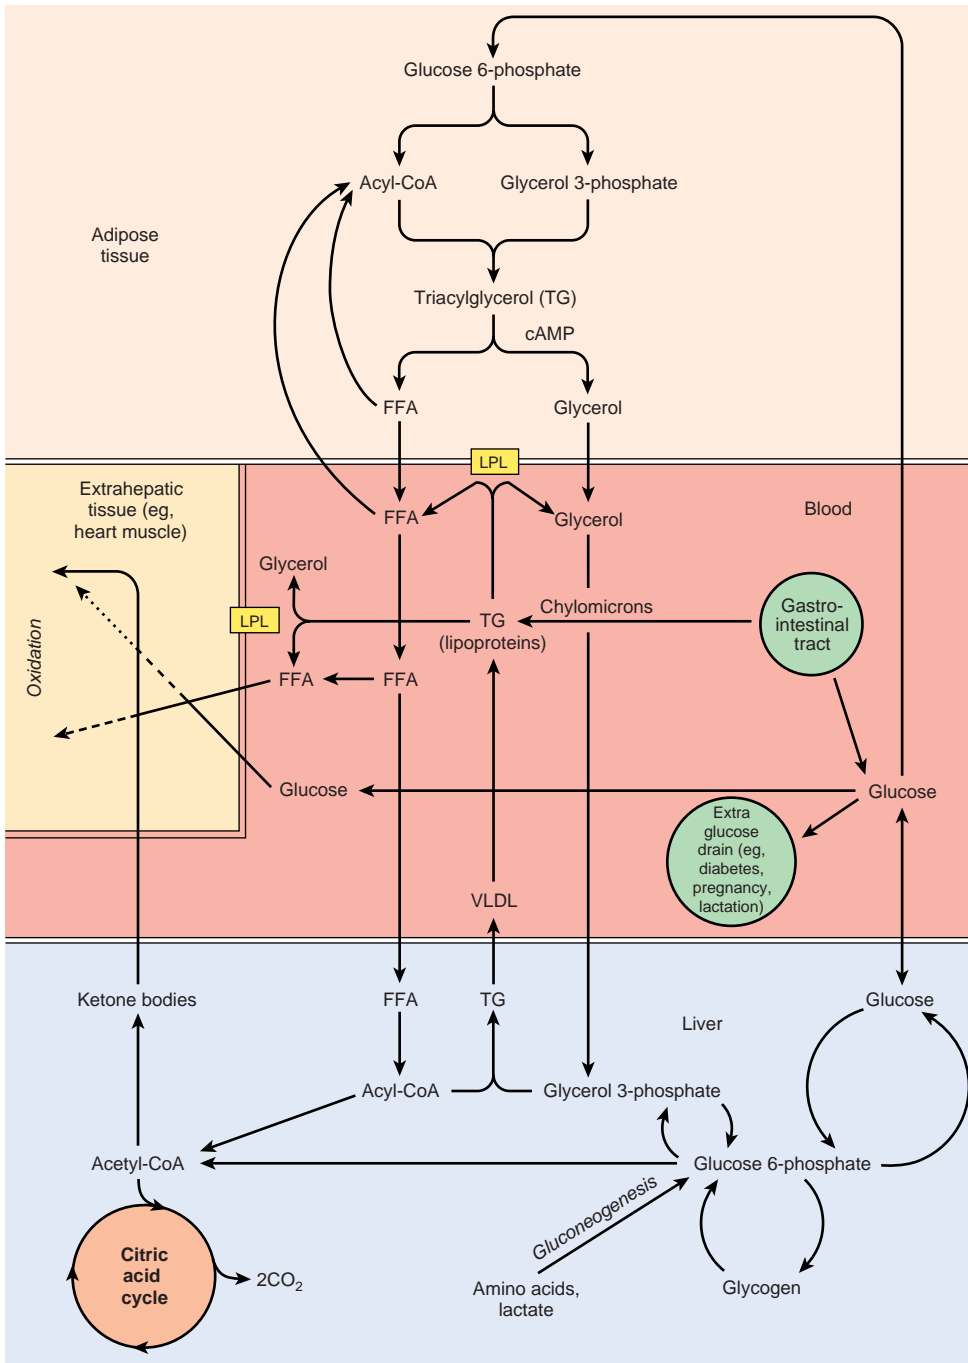 Glucose 6-phosphate
Acyl-CoA
Glycerol 3-phosphate
Adipose
tissue
Triacylglycerol (TG)
cAMP
FFA
Glycerol
LPL
Extrahepatic
tissue (eg,
heart muscle)
FFA
Glycerol
Blood
Glycerol
LPL
Chylomicrons
TG
(lipoproteins)
Gastro-
intestinal
tract
Oxidation
FFA
FFA
Glucose
Glucose
Extra
glucose
drain (eg,
diabetes,
pregnancy,
lactation)
VLDL
Ketone bodies
FFA
TG
Liver
Glucose
Acyl-CoA
Glycerol 3-phosphate
Acetyl-CoA
Glucose 6-phosphate
Gluconeogenesis
Citric
acid
cycle
2CO₂
Amino acids,
lactate
Glycogen